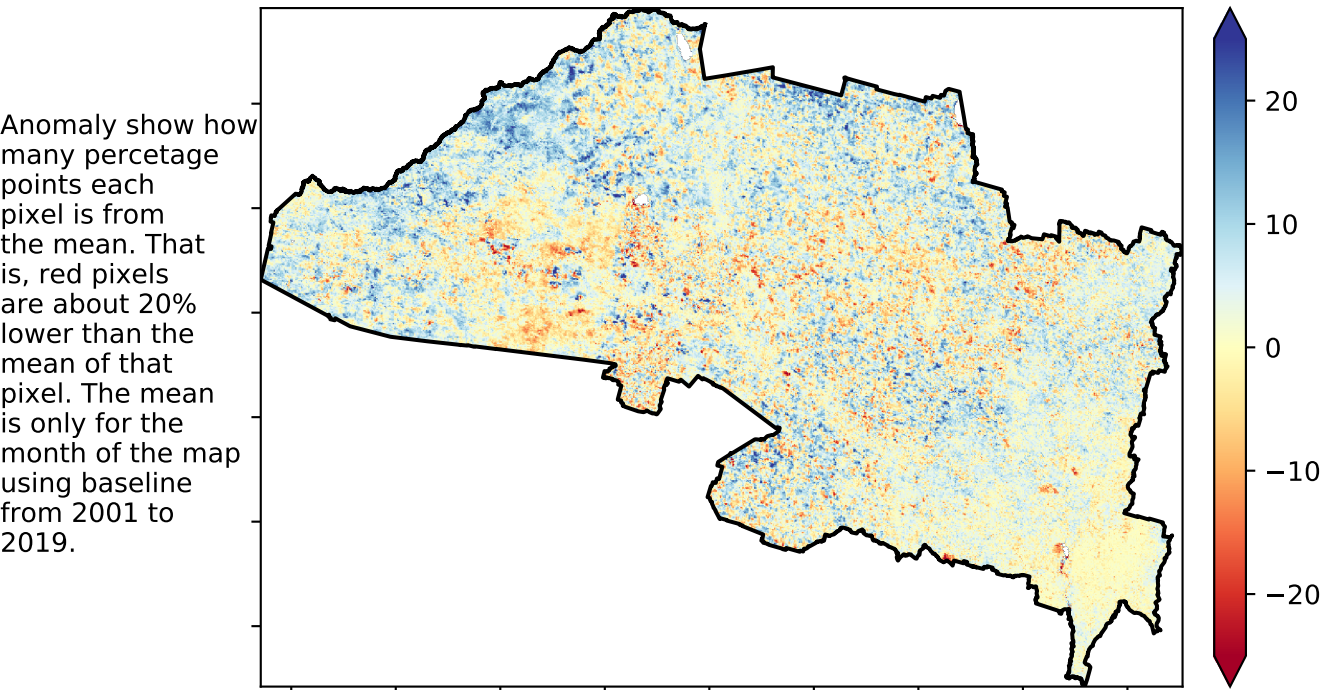 Anomaly show how
many percetage
points each
pixel is from
the mean. That
is, red pixels
are about 20%
lower than the
mean of that
pixel. The mean
is only for the
month of the map
using baseline
from 2001 to
2019.
20
10
0
−10
−20